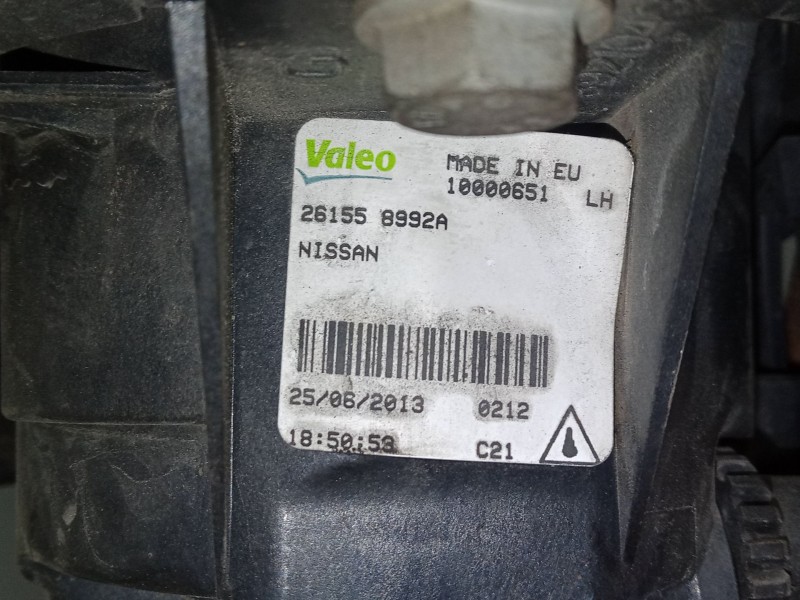 Valeo
MADE IN EU
10000651 LH
26155 8992A
NISSAN
25/06/2013 0212
18:50:53 C21